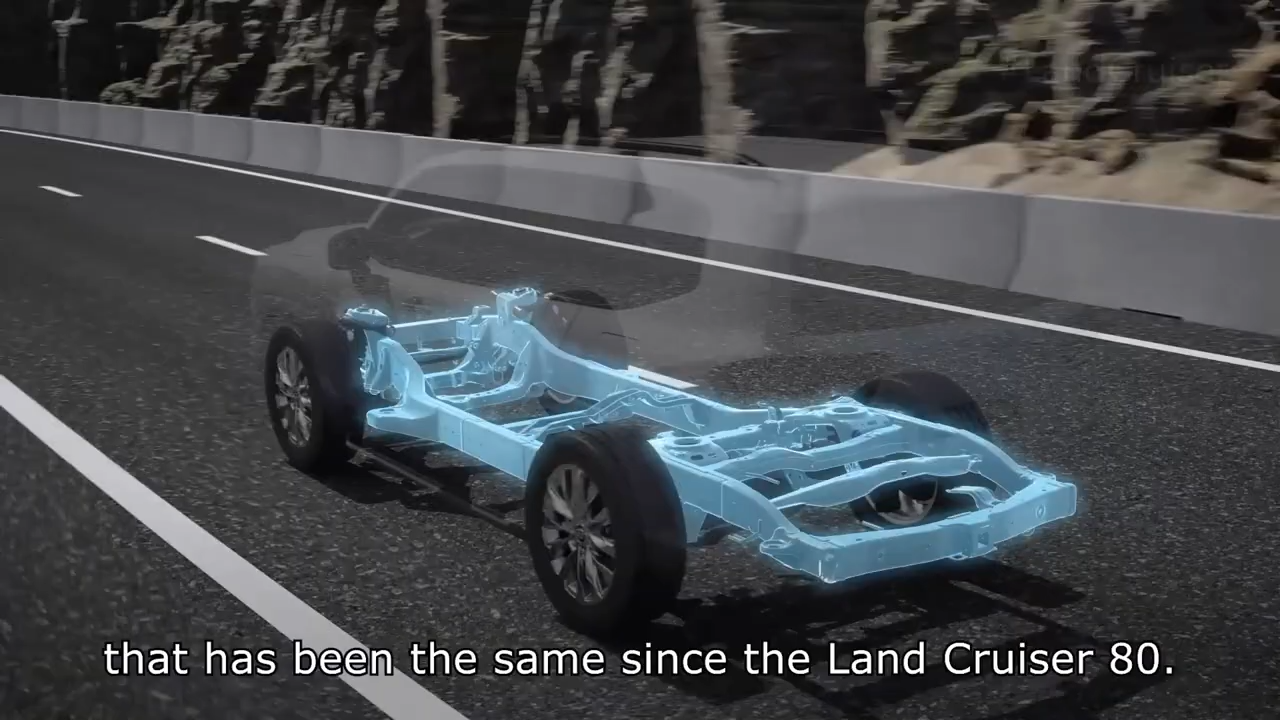 that has been the same since the Land Cruiser 80.